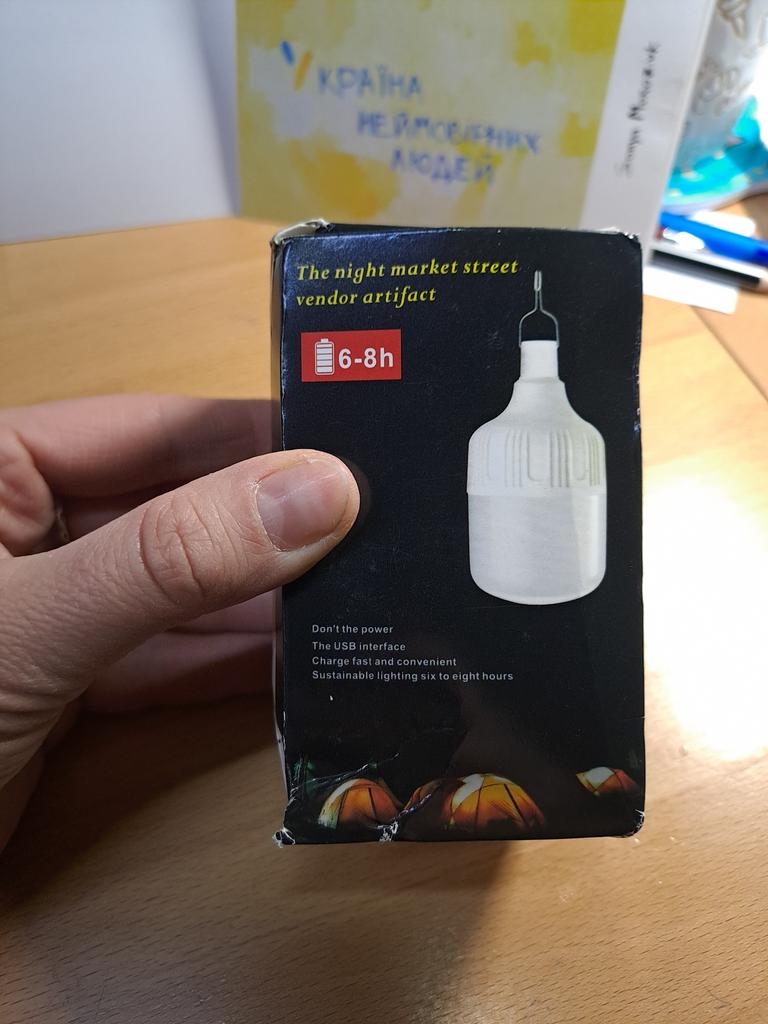 КРАЇНА
НЕЙМОВІРНИХ
ЛЮДЕЙ
The night market street
vendor artifact
6-8h
Don't the power
The USB interface
Charge fast and convenient
Sustainable lighting six to eight hours